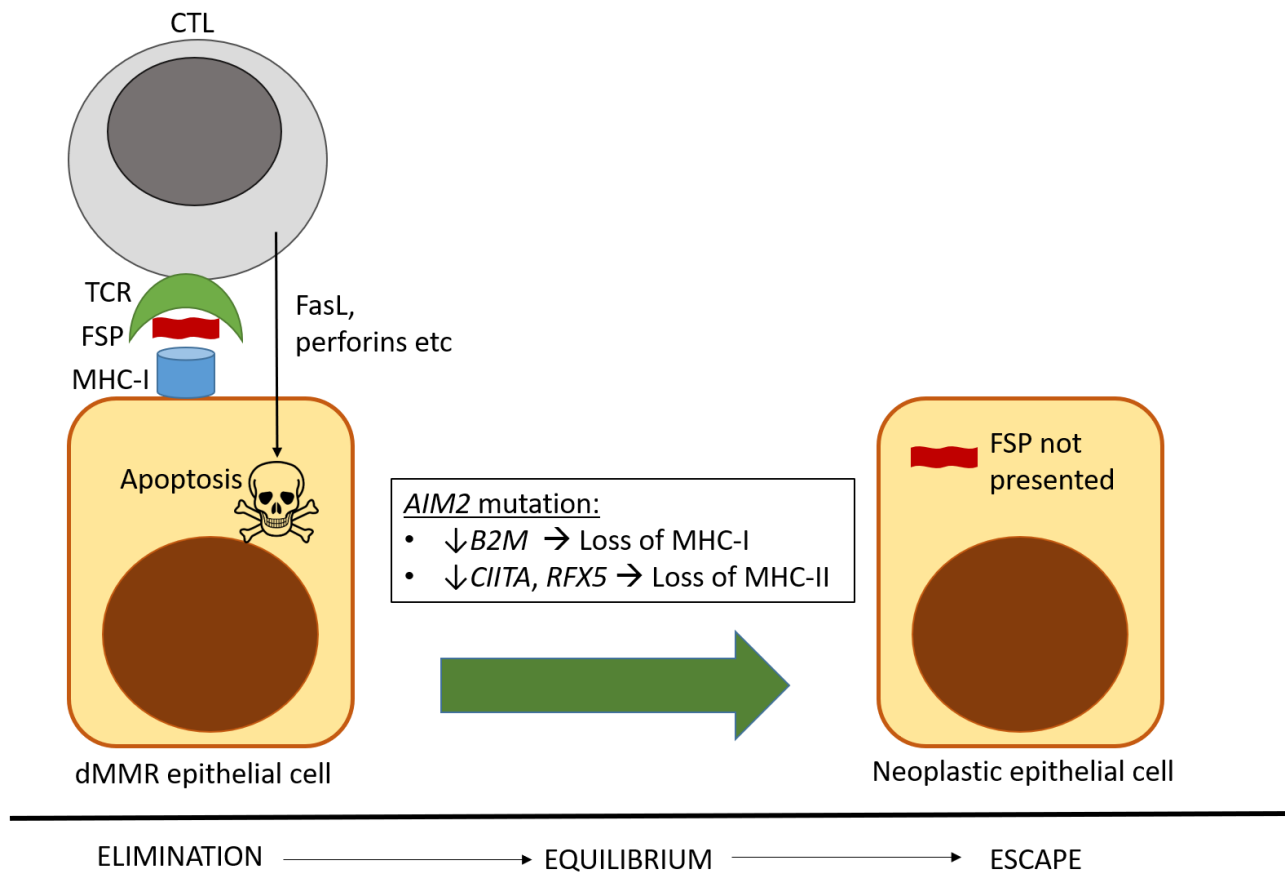 CTL
TCR
FSP
MHC-I
FasL,
perforins etc
Apoptosis
AIM2 mutation:
• ↓B2M → Loss of MHC-I
• ↓CIITA, RFX5 → Loss of MHC-II
FSP not
presented
dMMR epithelial cell
Neoplastic epithelial cell
ELIMINATION → EQUILIBRIUM → ESCAPE